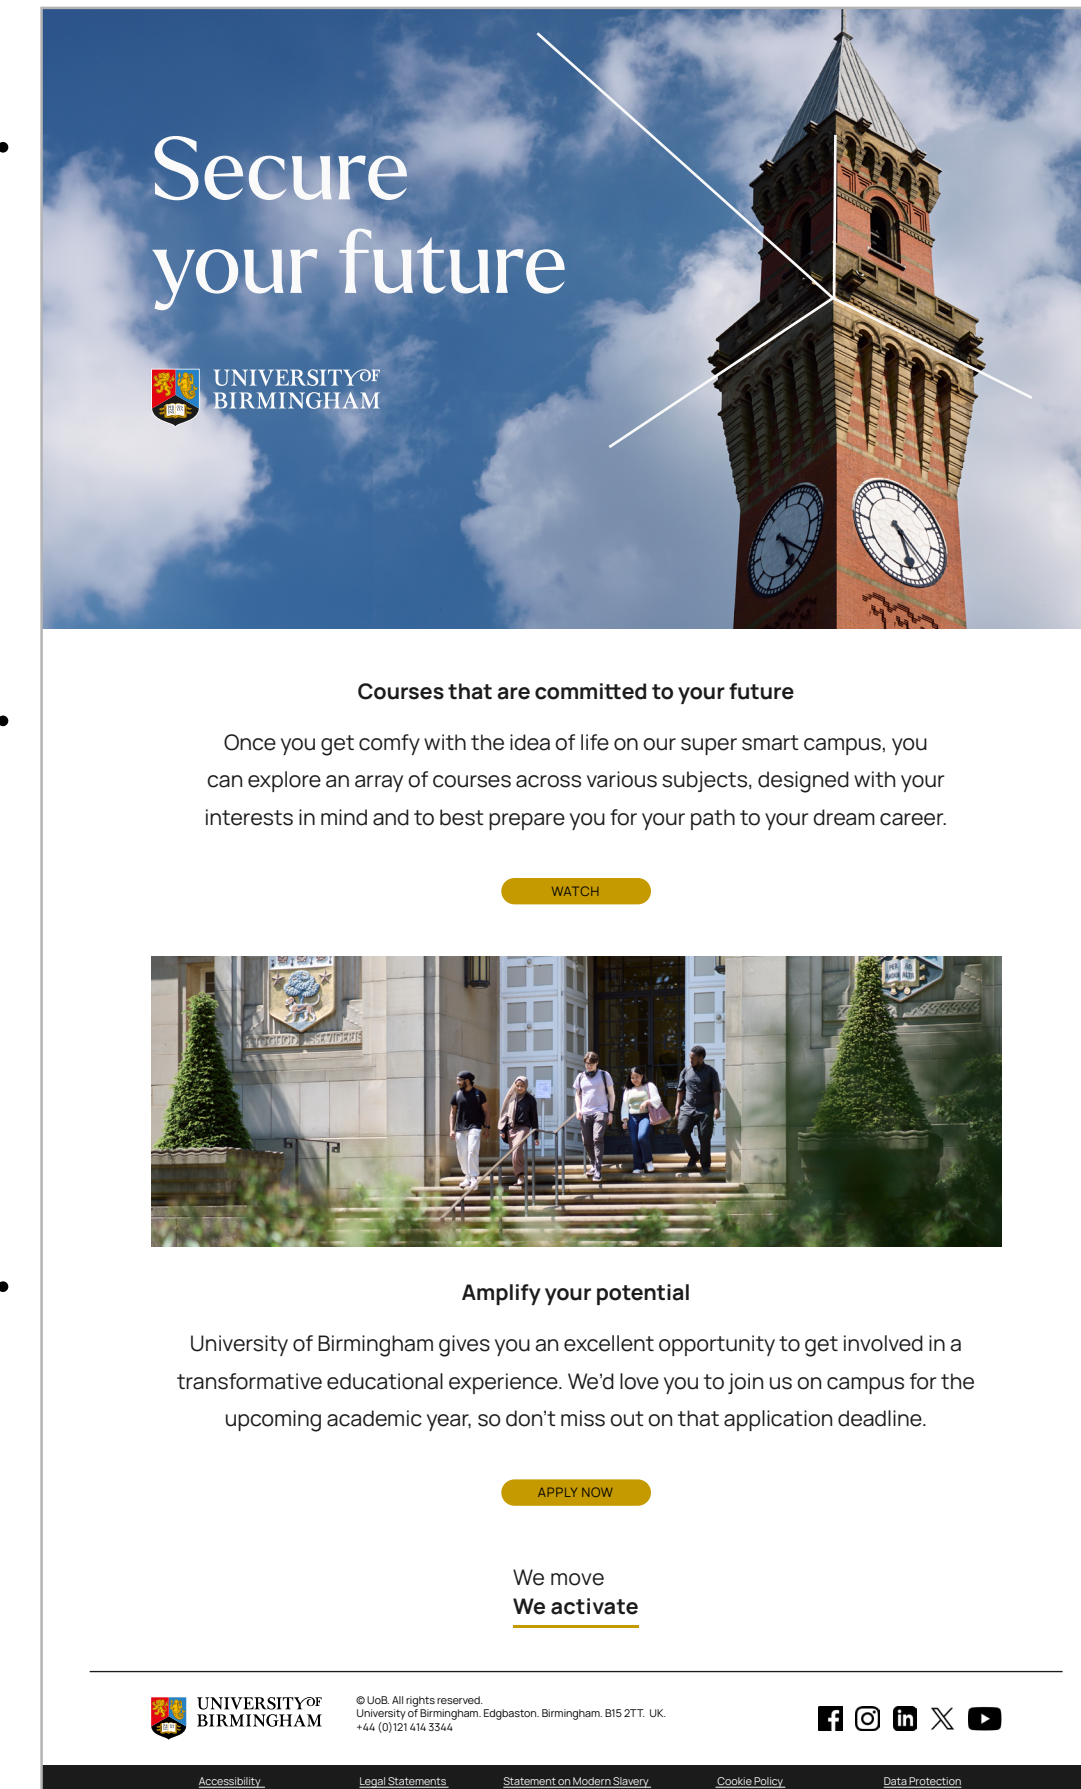 Secure
your future
UNIVERSITY OF
BIRMINGHAM
Courses that are committed to your future
Once you get comfy with the idea of life on our super smart campus, you
can explore an array of courses across various subjects, designed with your
interests in mind and to best prepare you for your path to your dream career.
WATCH
Amplify your potential
University of Birmingham gives you an excellent opportunity to get involved in a
transformative educational experience. We'd love you to join us on campus for the
upcoming academic year, so don't miss out on that application deadline.
APPLY NOW
We move
We activate
UNIVERSITY OF
BIRMINGHAM
© UoB. All rights reserved.
University of Birmingham. Edgbaston. Birmingham. B15 2TT. UK.
+44 (0)121 414 3344
Accessibility Legal Statements Statement on Modern Slavery Cookie Policy Data Protection